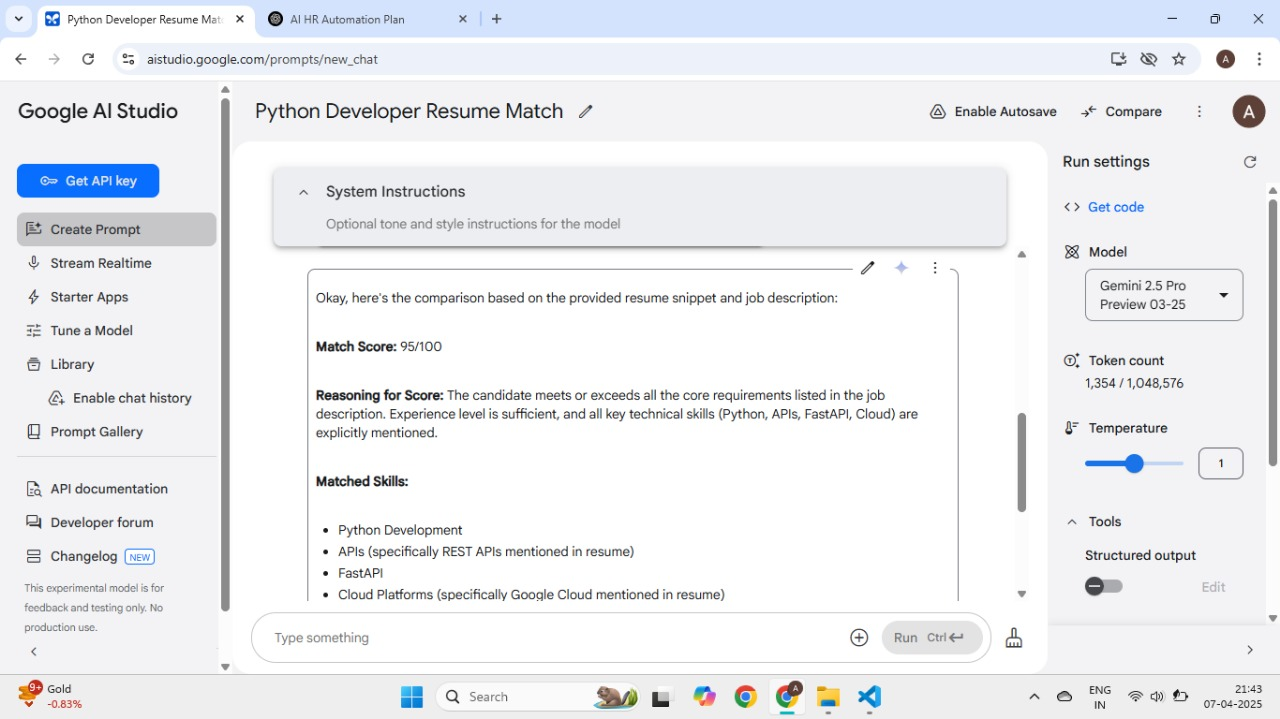 Python Developer Resume Mat
AI HR Automation Plan
aistudio.google.com/prompts/new_chat
A
Google AI Studio
Python Developer Resume Match
Enable Autosave
Compare
A
Get API key
Create Prompt
Stream Realtime
Starter Apps
Tune a Model
Library
Enable chat history
Prompt Gallery
API documentation
Developer forum
Changelog NEW
This experimental model is for
feedback and testing only. No
production use.
System Instructions
Optional tone and style instructions for the model
Okay, here's the comparison based on the provided resume snippet and job description:
Match Score: 95/100
Reasoning for Score: The candidate meets or exceeds all the core requirements listed in the job
description. Experience level is sufficient, and all key technical skills (Python, APIs, FastAPI, Cloud) are
explicitly mentioned.
Matched Skills:
Python Development
APIs (specifically REST APIs mentioned in resume)
FastAPI
Cloud Platforms (specifically Google Cloud mentioned in resume)
Type something
Run Ctrl
Run settings
Get code
Model
Gemini 2.5 Pro
Preview 03-25
Token count
1,354 / 1,048,576
Temperature
1
Tools
Structured output
Edit
9+
Gold
-0.83%
Search
A
ENG
IN
21:43
07-04-2025